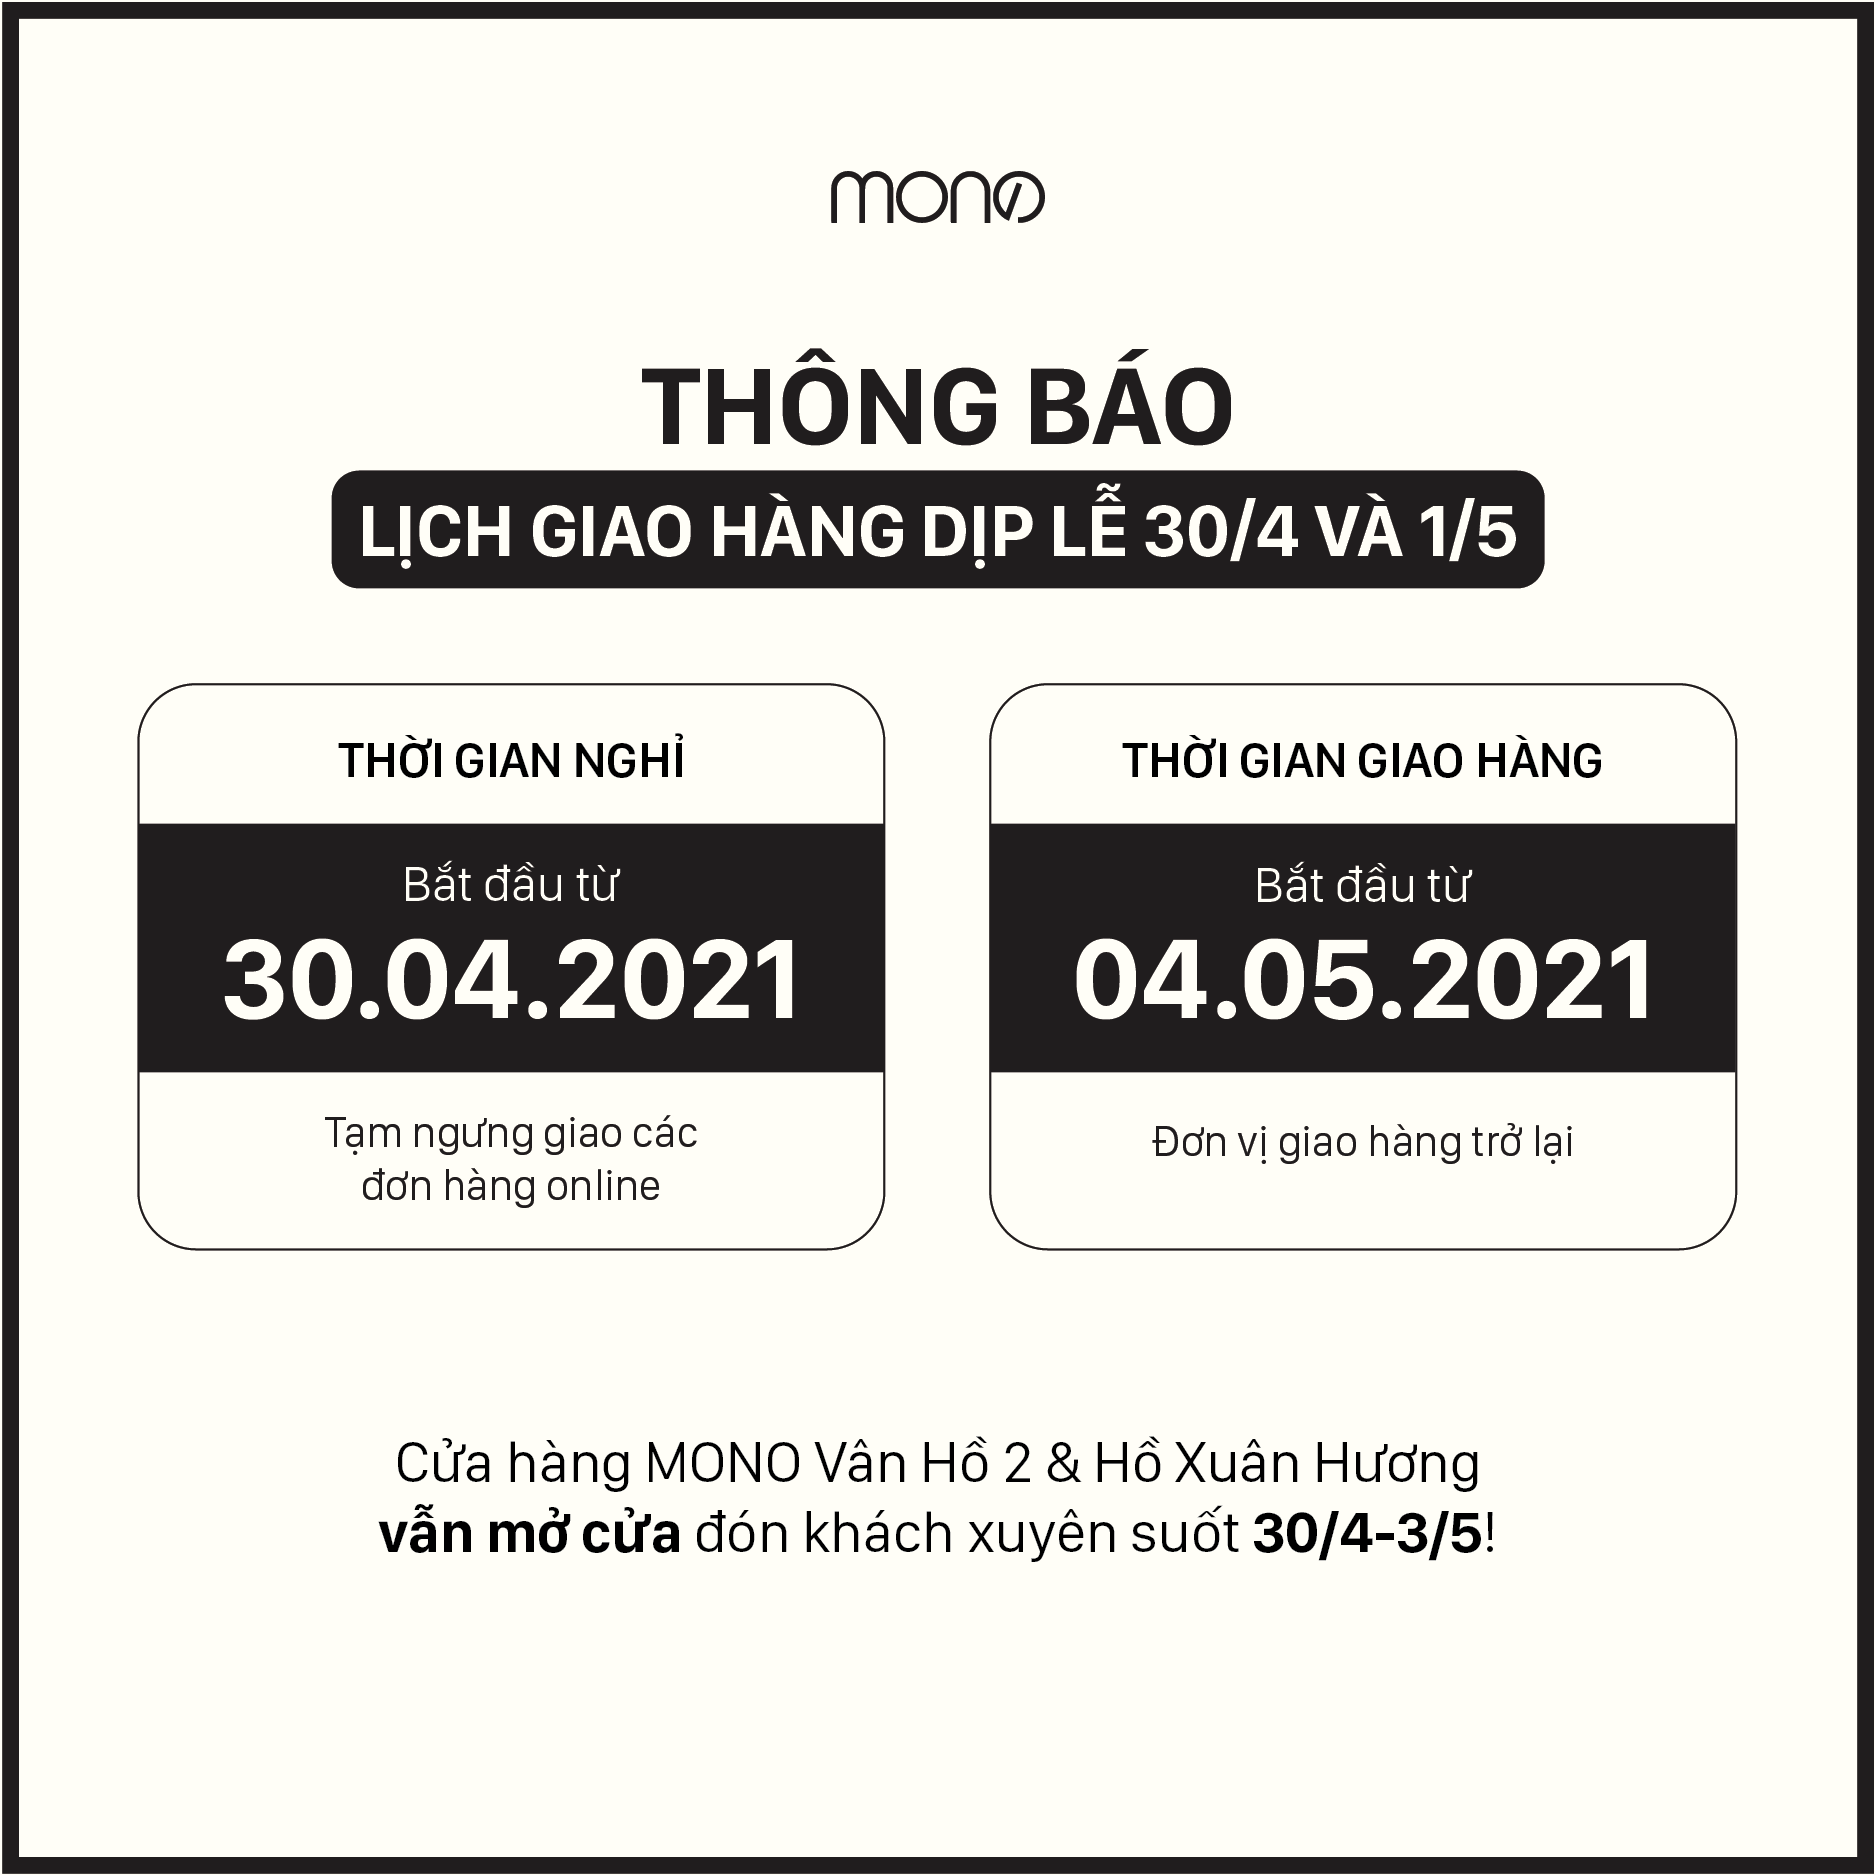 mono
THÔNG BÁO
LỊCH GIAO HÀNG DỊP LỄ 30/4 VÀ 1/5
THỜI GIAN NGHỈ
Bắt đầu từ
30.04.2021
Tạm ngưng giao các
đơn hàng online
THỜI GIAN GIAO HÀNG
Bắt đầu từ
04.05.2021
Đơn vị giao hàng trở lại
Cửa hàng MONO Vân Hồ 2 & Hồ Xuân Hương
vẫn mở cửa đón khách xuyên suốt 30/4-3/5!